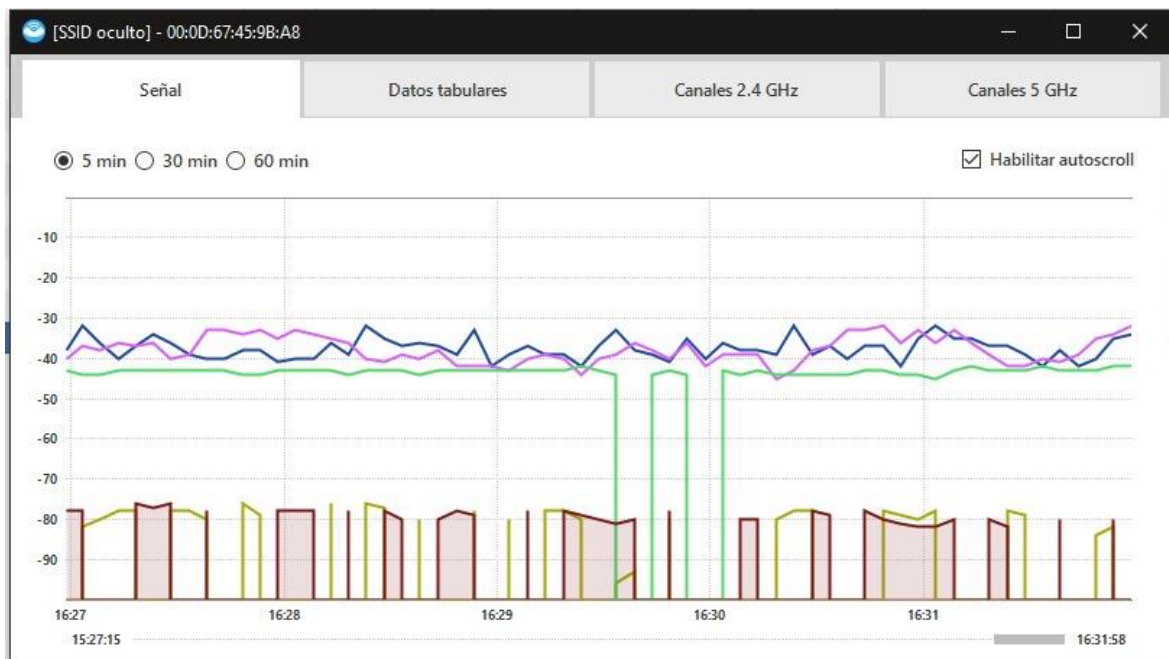 [SSID oculto] - 00:0D:67:45:9B:A8
Señal Datos tabulares Canales 2.4 GHz Canales 5 GHz
5 min 30 min 60 min Habilitar autoscroll
-10
-20
-30
-40
-50
-60
-70
-80
-90
16:27 16:28 16:29 16:30 16:31
15:27:15 16:31:58